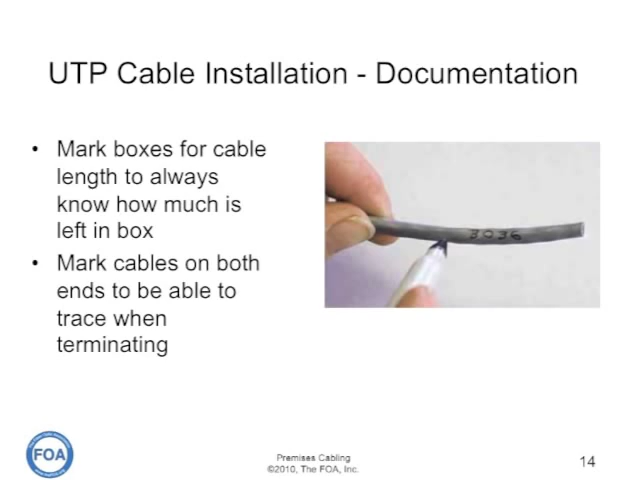 UTP Cable Installation - Documentation
• Mark boxes for cable
length to always
know how much is
left in box
• Mark cables on both
ends to be able to
trace when
terminating
3036
FOA
Premises Cabling
©2010, The FOA, Inc.
14